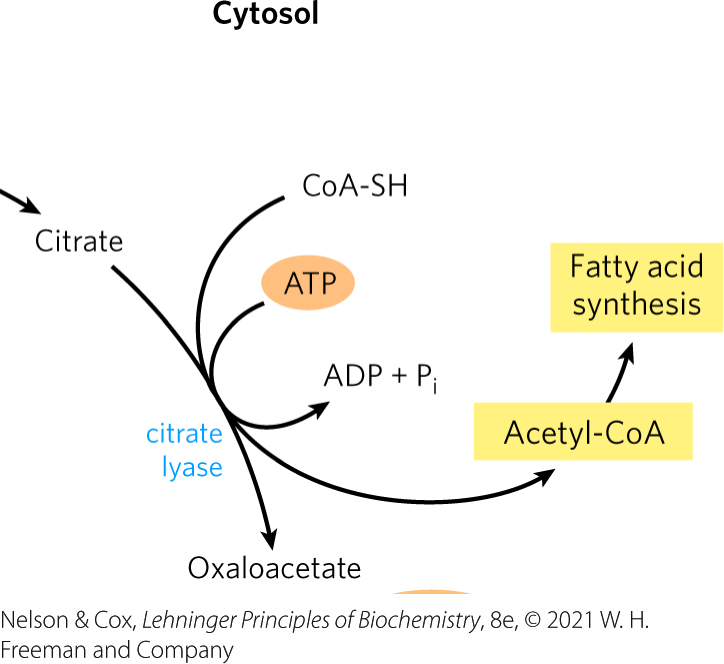 Cytosol
CoA-SH
Citrate
ATP
Fatty acid
synthesis
ADP + Pi
citrate
lyase
Acetyl-CoA
Oxaloacetate
Nelson & Cox, Lehninger Principles of Biochemistry, 8e, © 2021 W. H.
Freeman and Company